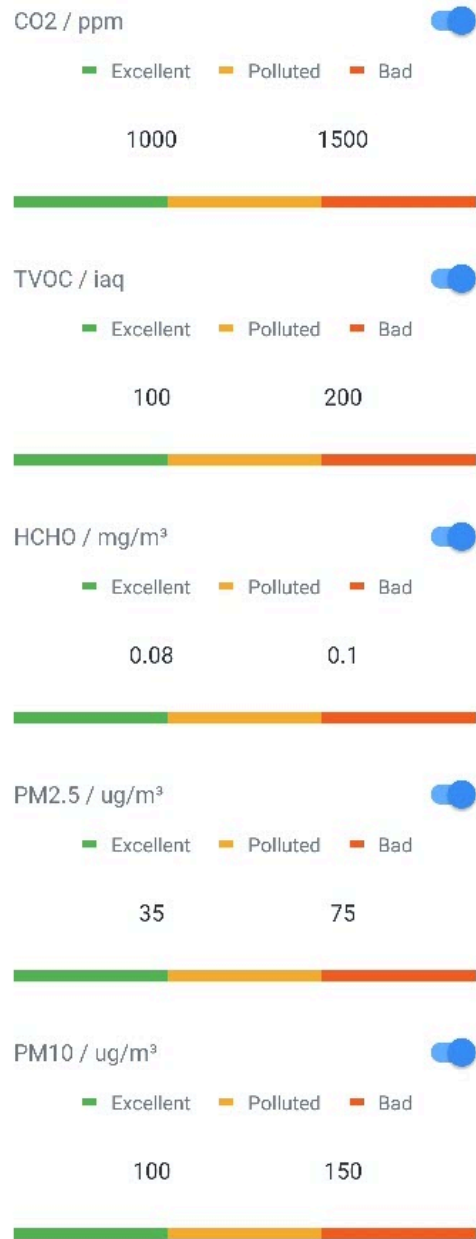 CO2 / ppm
Excellent Polluted Bad
1000 1500
TVOC / iaq
Excellent Polluted Bad
100 200
HCHO / mg/m³
Excellent Polluted Bad
0.08 0.1
PM2.5 / ug/m³
Excellent Polluted Bad
35 75
PM10 / ug/m³
Excellent Polluted Bad
100 150